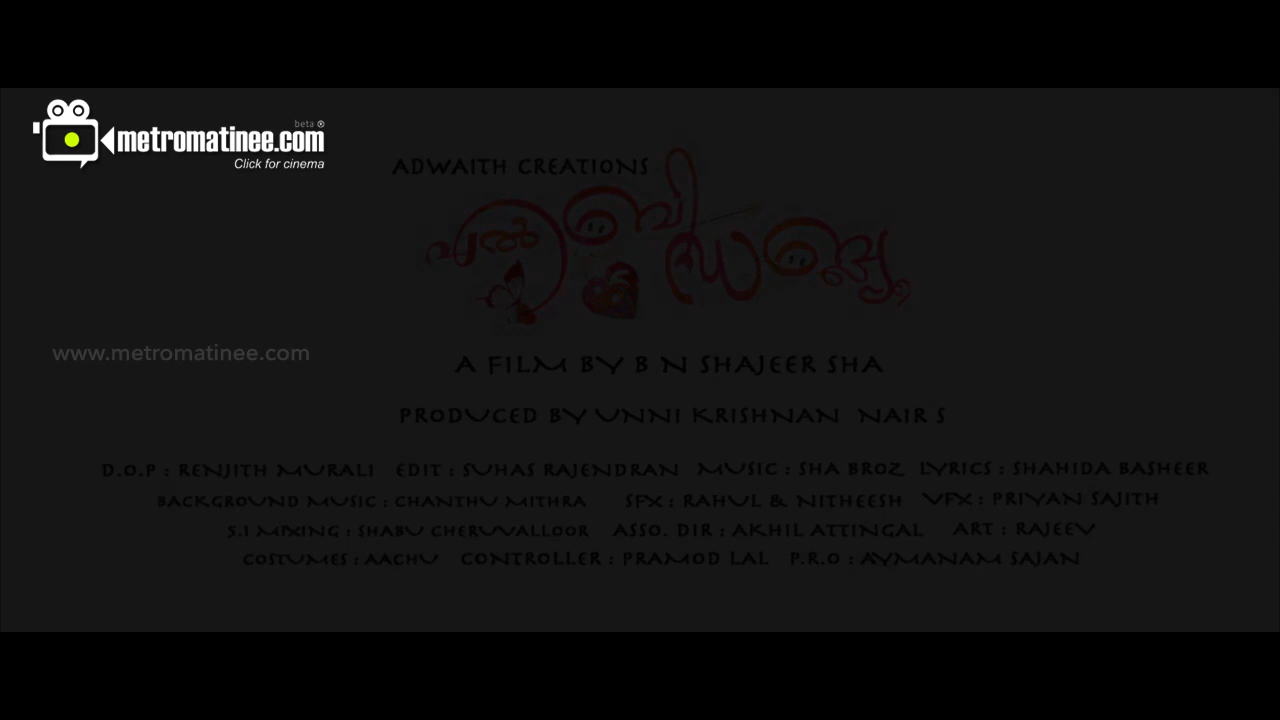 beta ®
metromatinee.com
Click for cinema
ADWAITH CREATIONS
www.metromatinee.com
A FILM BY B N SHAJEER SHA
PRODUCED BY UNNI KRISHNAN NAIR S
D.O.P : RENJITH MURALI EDIT : SUHAS RAJENDRAN MUSIC : SHA BROZ LYRICS : SHAHIDA BASHEER
BACKGROUND MUSIC : CHANTHU MITHRA SFX : RAHUL & NITHEESH VFX : PRIYAN SAJITH
5.1 MIXING : SHABU CHERUVALLOOR ASSO. DIR : AKHIL ATTINGAL ART : RAJEEV
COSTUMES : AACHU CONTROLLER : PRAMOD LAL P.R.O : AYMANAM SAJAN